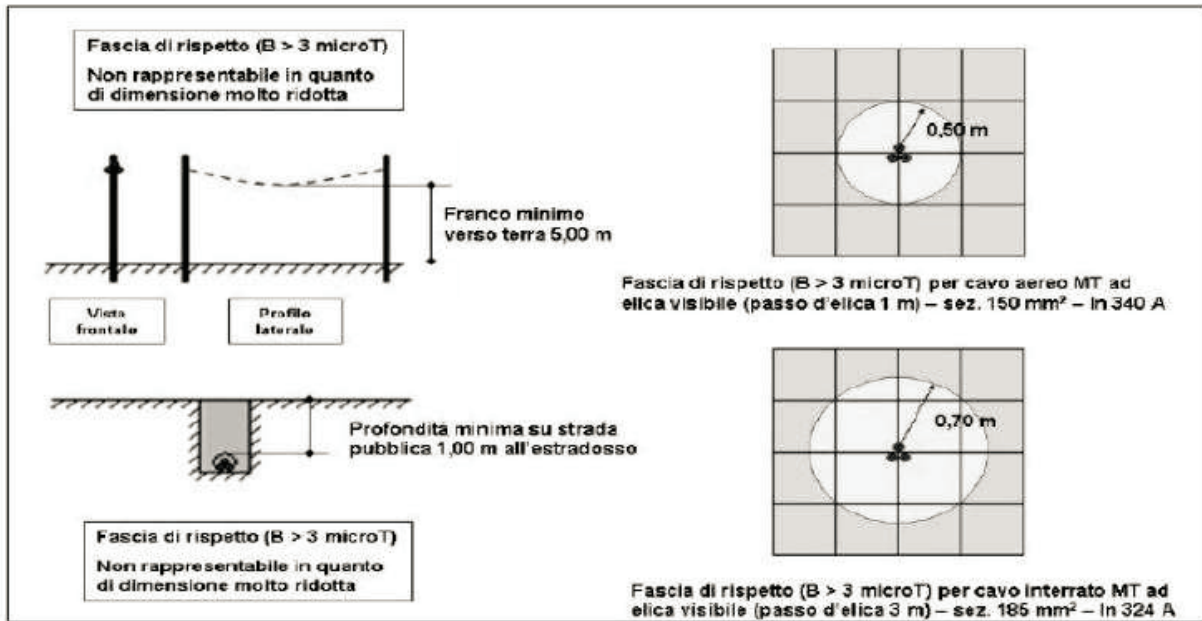 Fascia di rispetto (B > 3 microT)
Non rappresentabile in quanto
di dimensione molto ridotta
Franco minimo
verso terra 5,00 m
Vista
frontale
Profilo
laterale
Profondità minima su strada
pubblica 1,00 m all'estradosso
Fascia di rispetto (B > 3 microT)
Non rappresentabile in quanto
di dimensione molto ridotta
0,50 m
Fascia di rispetto (B > 3 microT) per cavo aereo MT ad
elica visibile (passo d'elica 1 m) – sez. 150 mm² – In 340 A
0,70 m
Fascia di rispetto (B > 3 microT) per cavo interrato MT ad
elica visibile (passo d'elica 3 m) – sez. 185 mm² – In 324 A